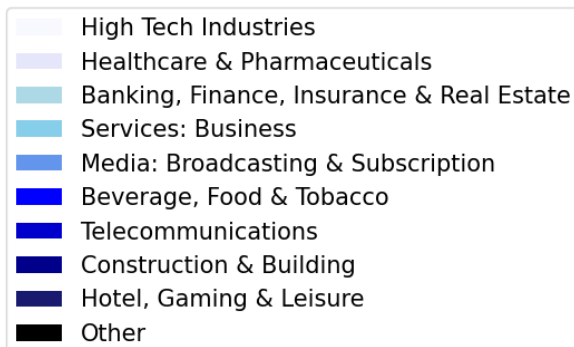 High Tech Industries
Healthcare & Pharmaceuticals
Banking, Finance, Insurance & Real Estate
Services: Business
Media: Broadcasting & Subscription
Beverage, Food & Tobacco
Telecommunications
Construction & Building
Hotel, Gaming & Leisure
Other